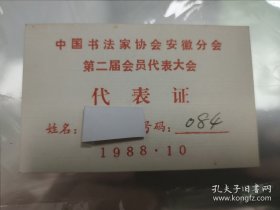 中国书法家协会安徽分会
第二届会员代表大会
代表证
姓名: 号码: 084
1988·10
孔夫子旧书网